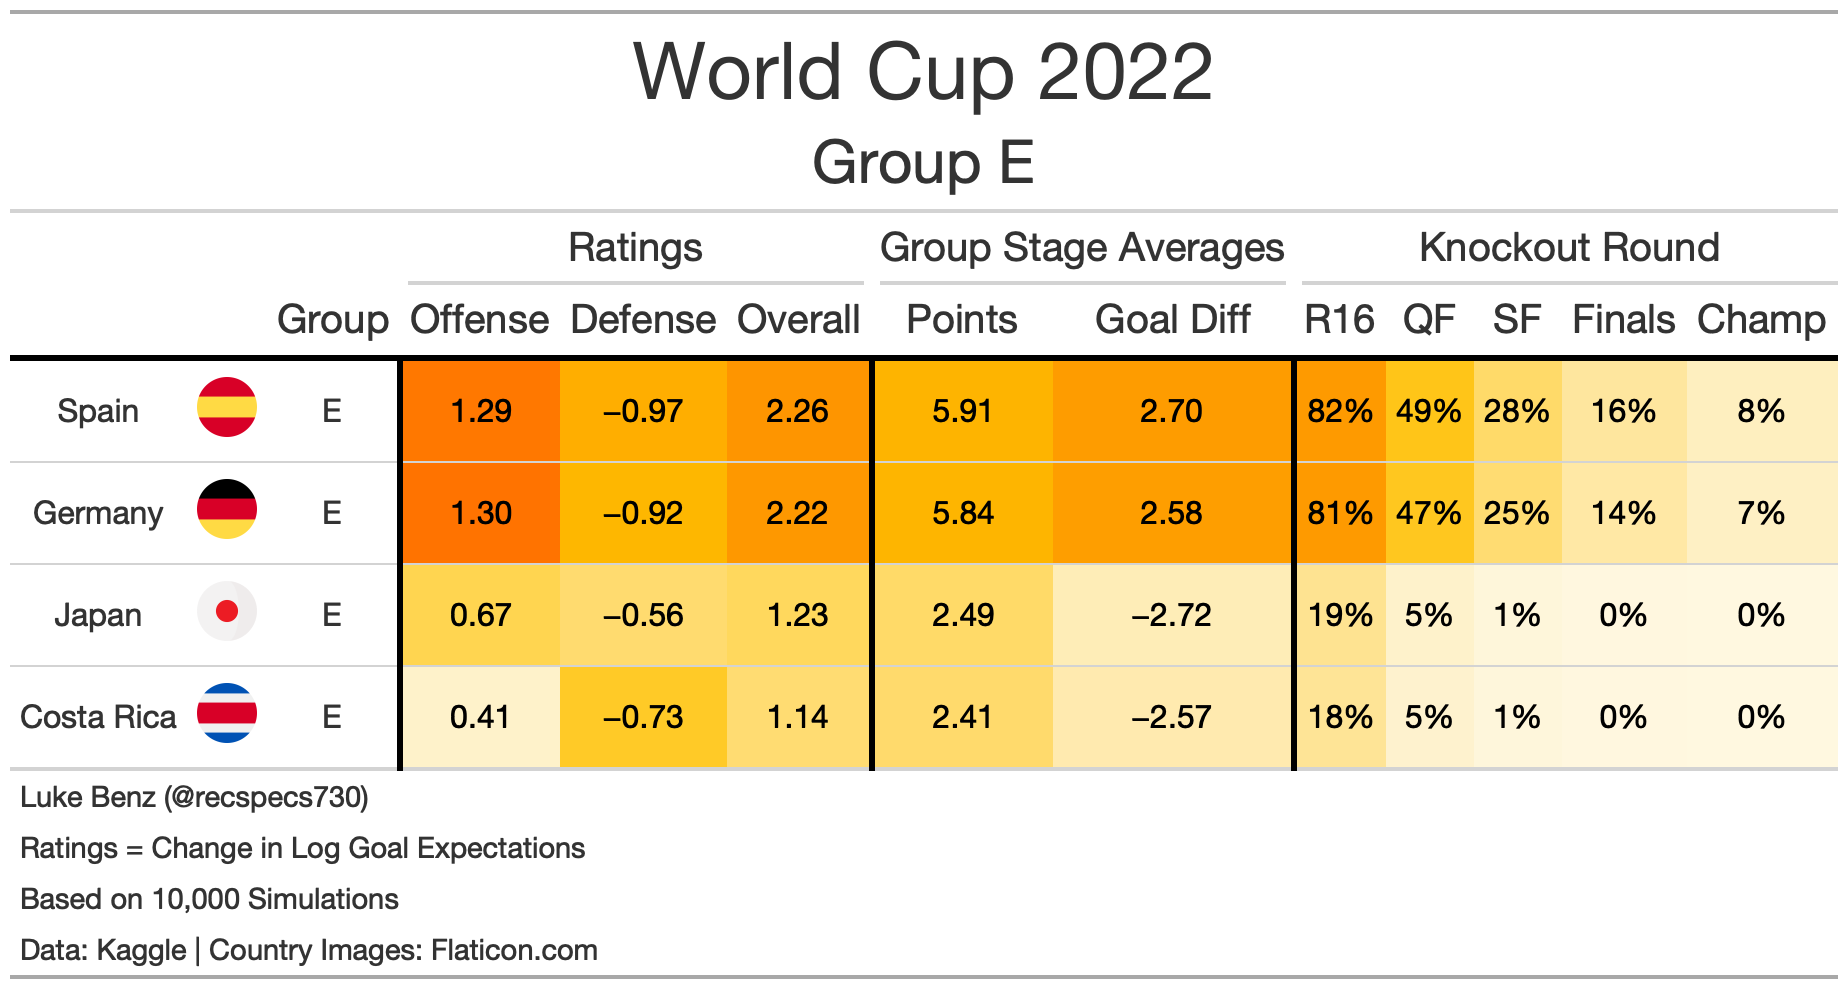 World Cup 2022
Group E
Ratings Group Stage Averages Knockout Round
Group Offense Defense Overall Points Goal Diff R16 QF SF Finals Champ
Spain E 1.29 −0.97 2.26 5.91 2.70 82% 49% 28% 16% 8%
Germany E 1.30 −0.92 2.22 5.84 2.58 81% 47% 25% 14% 7%
Japan E 0.67 −0.56 1.23 2.49 −2.72 19% 5% 1% 0% 0%
Costa Rica E 0.41 −0.73 1.14 2.41 −2.57 18% 5% 1% 0% 0%
Luke Benz (@recspecs730)
Ratings = Change in Log Goal Expectations
Based on 10,000 Simulations
Data: Kaggle | Country Images: Flaticon.com